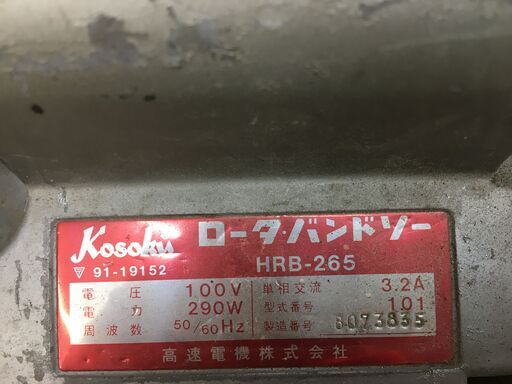 Kosoku ロータ・バンドソー
▽ 91-19152 HRB-265
電圧 100V 単相交流 3.2A
電力 290W 型式番号 101
周波数 50/60Hz 製造番号 8073835
高速電機株式会社